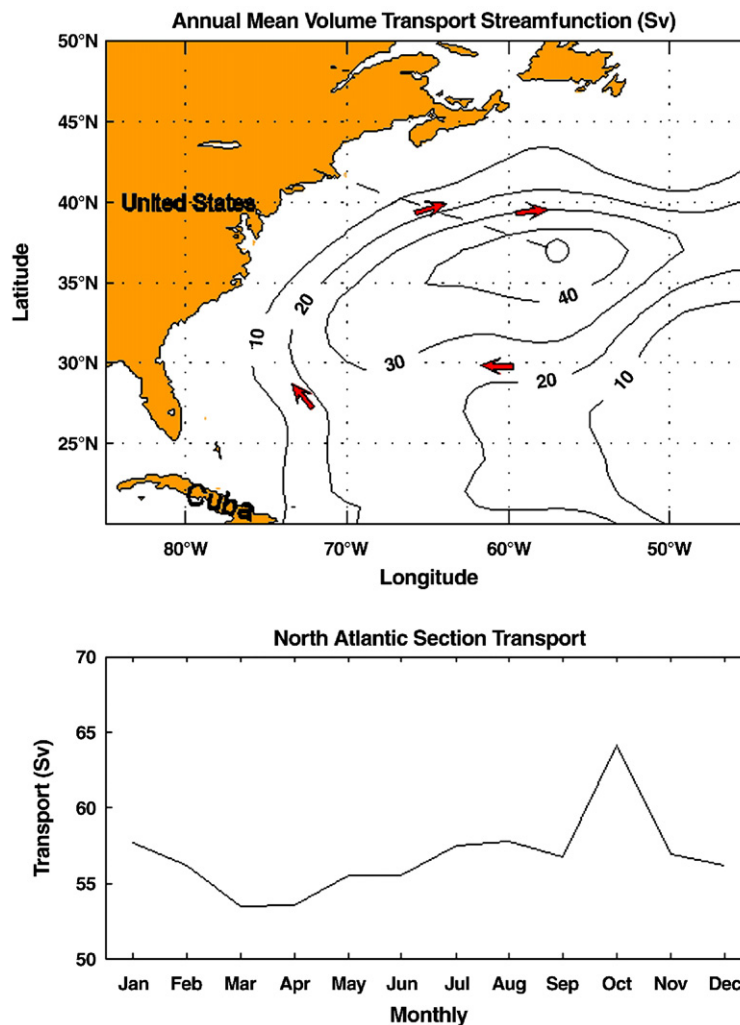 Annual Mean Volume Transport Streamfunction (Sv)
50°N
45°N
40°N
35°N
30°N
25°N
Latitude
United States
Cuba
10
20
30
40
20
10
80°W 70°W 60°W 50°W
Longitude
North Atlantic Section Transport
70
65
60
55
50
Transport (Sv)
Jan Feb Mar Apr May Jun Jul Aug Sep Oct Nov Dec
Monthly